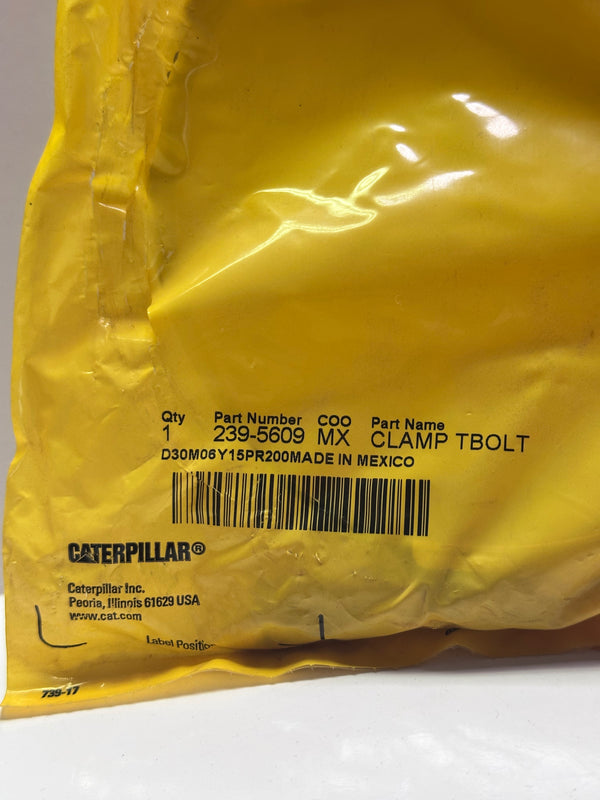 Qty Part Number COO Part Name
1 239-5609 MX CLAMP TBOLT
D30M06Y15PR200MADE IN MEXICO
CATERPILLAR®
Caterpillar Inc.
Peoria, Illinois 61629 USA
www.cat.com
Label Position
739-17